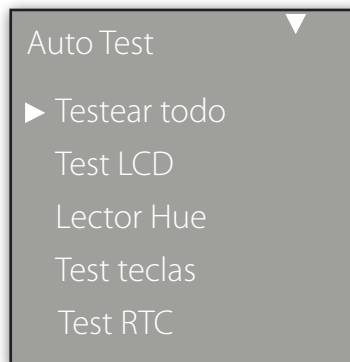 Auto Test
Testear todo
Test LCD
Lector Hue
Test teclas
Test RTC